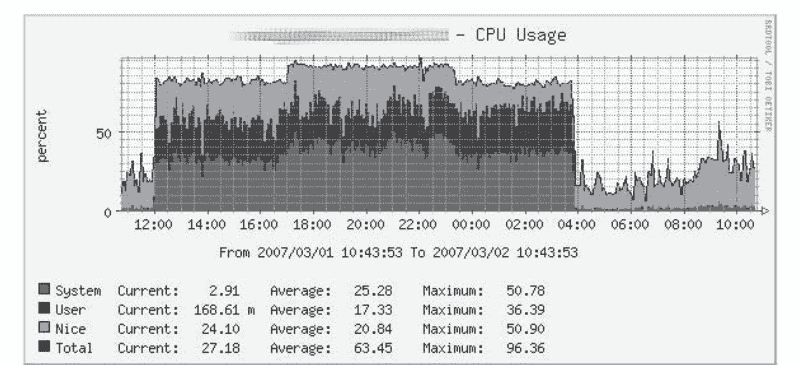 - CPU Usage
RRDTOOL / TOBI OETIKER
percent
50
0
12:00 14:00 16:00 18:00 20:00 22:00 00:00 02:00 04:00 06:00 08:00 10:00
From 2007/03/01 10:43:53 To 2007/03/02 10:43:53
System Current: 2.91 Average: 25.28 Maximum: 50.78
User Current: 168.61 m Average: 17.33 Maximum: 36.39
Nice Current: 24.10 Average: 20.84 Maximum: 50.90
Total Current: 27.18 Average: 63.45 Maximum: 96.36